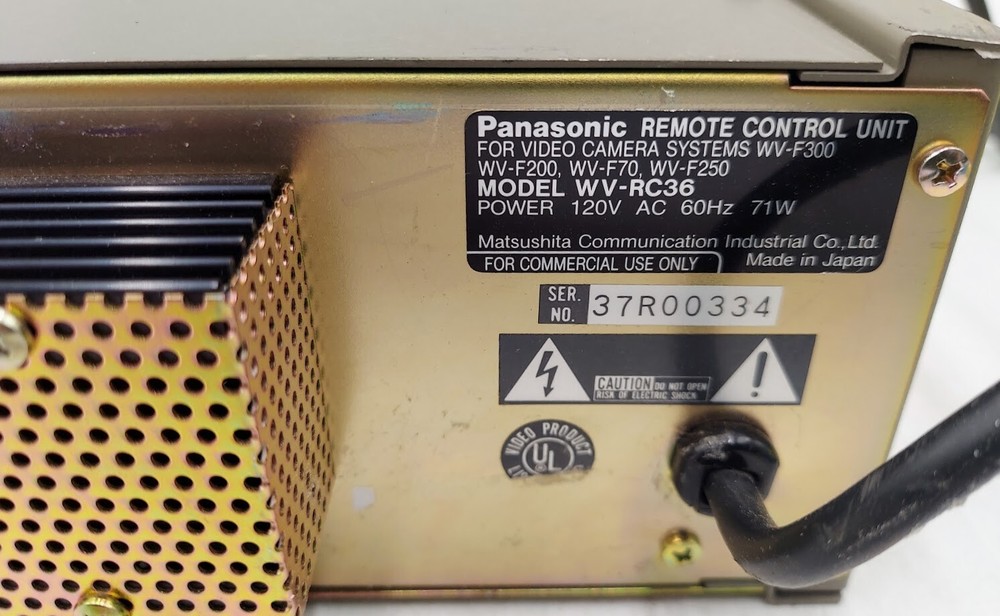 Panasonic REMOTE CONTROL UNIT
FOR VIDEO CAMERA SYSTEMS WV-F300
WV-F200, WV-F70, WV-F250
MODEL WV-RC36
POWER 120V AC 60Hz 71W
Matsushita Communication Industrial Co.,Ltd.
FOR COMMERCIAL USE ONLY Made in Japan
SER.
NO. 37R00334
CAUTION DO NOT OPEN
RISK OF ELECTRIC SHOCK
VIDEO PRODUCT
UL